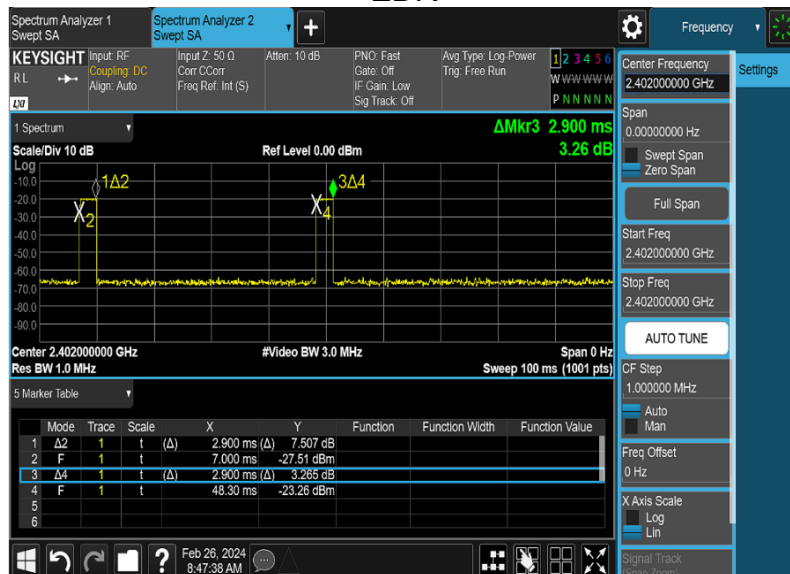 Spectrum Analyzer 1
Swept SA
Spectrum Analyzer 2
Swept SA
Frequency
KEYSIGHT
RL
LXI
Input: RF
Coupling: DC
Align: Auto
Input Z: 50 Ω
Corr CCorr
Freq Ref: Int (S)
Atten: 10 dB
PNO: Fast
Gate: Off
IF Gain: Low
Sig Track: Off
Avg Type: Log-Power
Trig: Free Run
1 2 3 4 5 6
W W W W W W
P N N N N N
1 Spectrum
Scale/Div 10 dB
Ref Level 0.00 dBm
ΔMkr3 2.900 ms
3.26 dB
Log
-10.0
-20.0
-30.0
-40.0
-50.0
-60.0
-70.0
-80.0
-90.0
1Δ2
X2
3Δ4
X4
Center 2.402000000 GHz
#Video BW 3.0 MHz
Span 0 Hz
Res BW 1.0 MHz
Sweep 100 ms (1001 pts)
5 Marker Table
Mode Trace Scale X Y Function Function Width Function Value
1 Δ2 1 t (Δ) 2.900 ms (Δ) 7.507 dB
2 F 1 t 7.000 ms -27.51 dBm
3 Δ4 1 t (Δ) 2.900 ms (Δ) 3.265 dB
4 F 1 t 48.30 ms -23.26 dBm
5
6
Feb 26, 2024
8:47:38 AM
Center Frequency
2.402000000 GHz
Settings
Span
0.00000000 Hz
Swept Span
Zero Span
Full Span
Start Freq
2.402000000 GHz
Stop Freq
2.402000000 GHz
AUTO TUNE
CF Step
1.000000 MHz
Auto
Man
Freq Offset
0 Hz
X Axis Scale
Log
Lin
Signal Track
(Span Zoom)